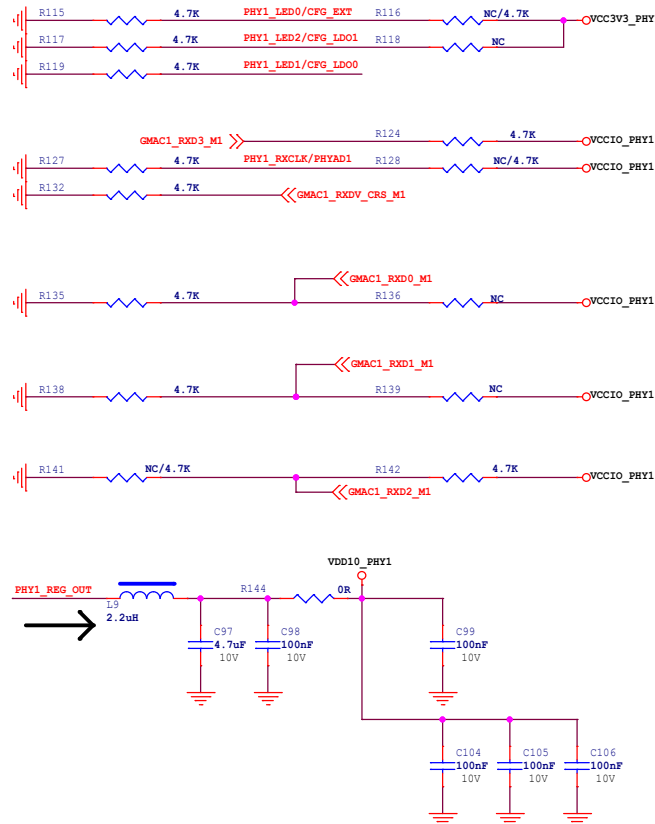 R115 4.7K PHY1_LED0/CFG_EXT R116 NC/4.7K VCC3V3_PHY
R117 4.7K PHY1_LED2/CFG_LDO1 R118 NC
R119 4.7K PHY1_LED1/CFG_LDO0
GMAC1_RXD3_M1 R124 4.7K VCCIO_PHY1
R127 4.7K PHY1_RXCLK/PHYAD1 R128 NC/4.7K VCCIO_PHY1
R132 4.7K GMAC1_RXDV_CRS_M1
GMAC1_RXD0_M1
R135 4.7K R136 NC VCCIO_PHY1
GMAC1_RXD1_M1
R138 4.7K R139 NC VCCIO_PHY1
R141 NC/4.7K R142 4.7K VCCIO_PHY1
GMAC1_RXD2_M1
VDD10_PHY1
PHY1_REG_OUT R144 0R
L9
2.2uH
C97 C98 C99
4.7uF 100nF 100nF
10V 10V 10V
C104 C105 C106
100nF 100nF 100nF
10V 10V 10V